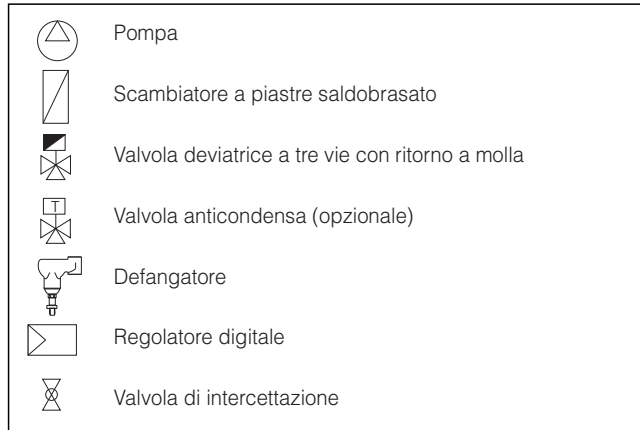 Pompa
Scambiatore a piastre saldobrasato
Valvola deviatrice a tre vie con ritorno a molla
T
Valvola anticondensa (opzionale)
Defangatore
Regolatore digitale
Valvola di intercettazione